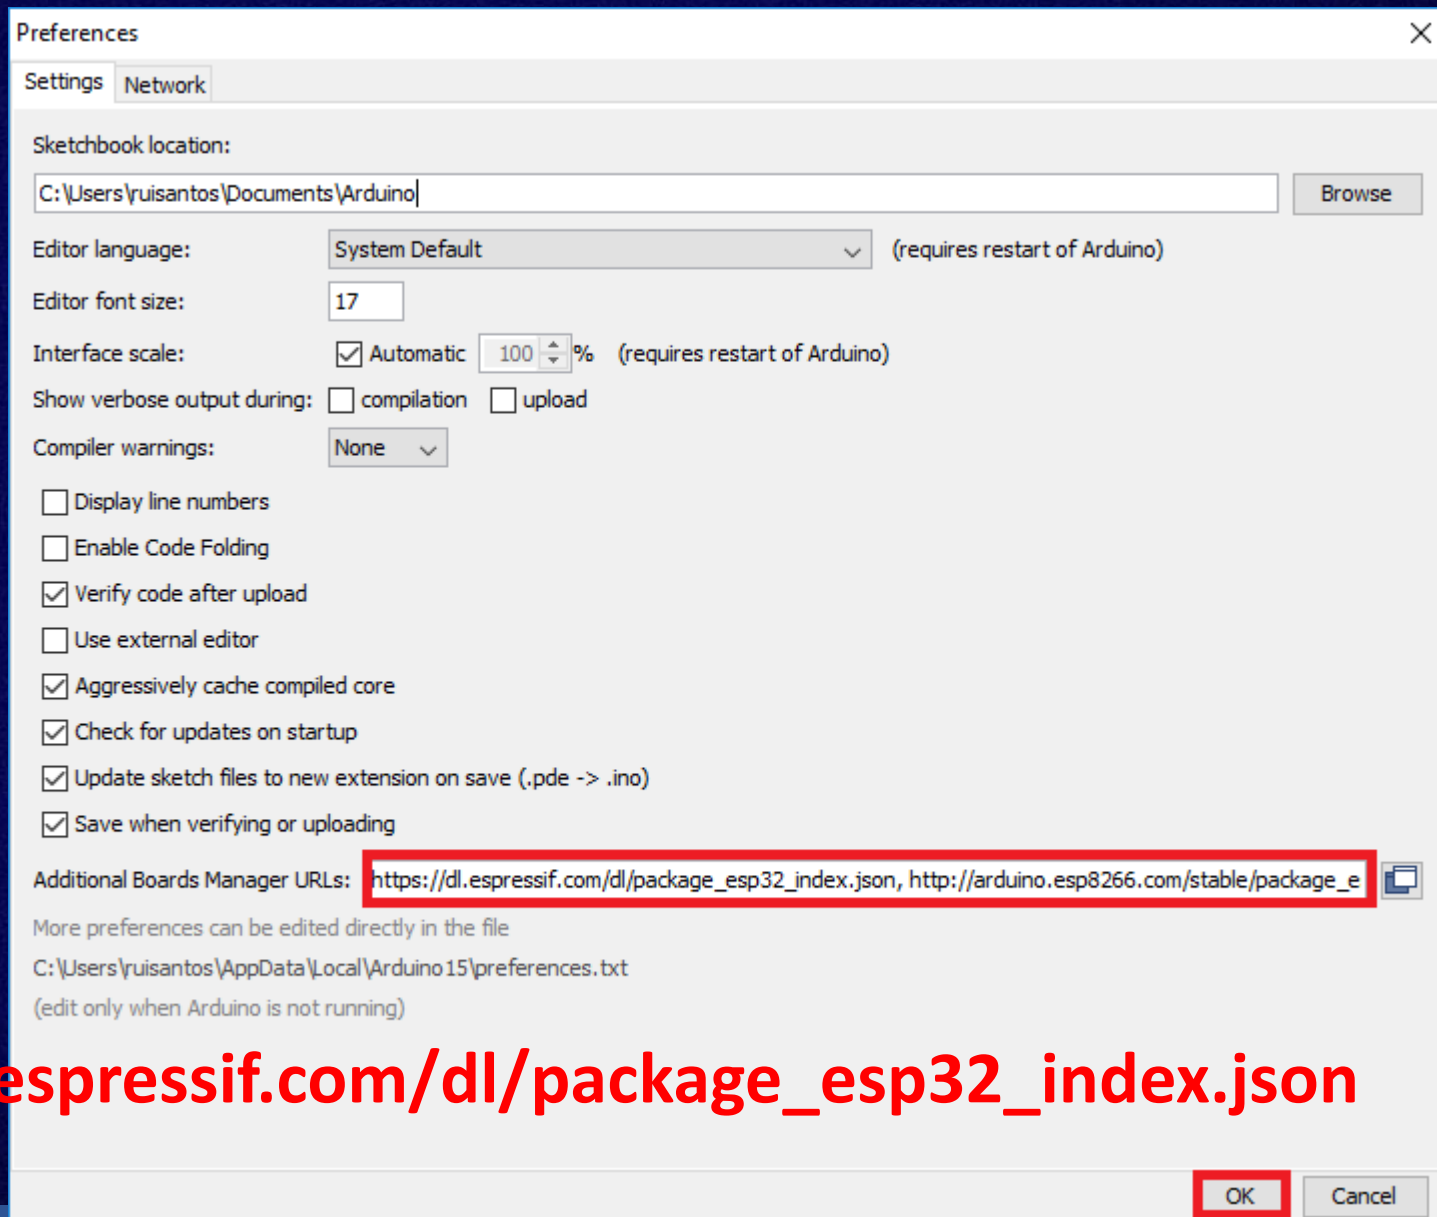 Preferences
Settings Network
Sketchbook location:
C:\Users\ruisantos\Documents\Arduino Browse
Editor language: System Default (requires restart of Arduino)
Editor font size: 17
Interface scale: Automatic 100 % (requires restart of Arduino)
Show verbose output during: compilation upload
Compiler warnings: None
Display line numbers
Enable Code Folding
Verify code after upload
Use external editor
Aggressively cache compiled core
Check for updates on startup
Update sketch files to new extension on save (.pde -> .ino)
Save when verifying or uploading
Additional Boards Manager URLs: https://dl.espressif.com/dl/package_esp32_index.json, http://arduino.esp8266.com/stable/package_e
More preferences can be edited directly in the file
C:\Users\ruisantos\AppData\Local\Arduino15\preferences.txt
(edit only when Arduino is not running)
espressif.com/dl/package_esp32_index.json
OK Cancel